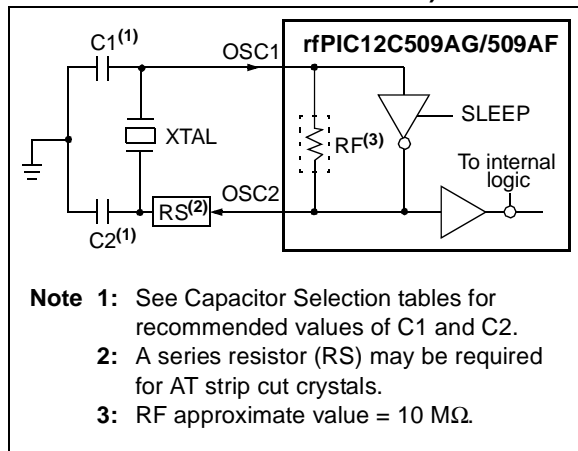 C1(1)
OSC1
rfPIC12C509AG/509AF
XTAL
SLEEP
RF(3)
To internal
logic
OSC2
RS(2)
C2(1)
Note 1: See Capacitor Selection tables for
recommended values of C1 and C2.
2: A series resistor (RS) may be required
for AT strip cut crystals.
3: RF approximate value = 10 MΩ.